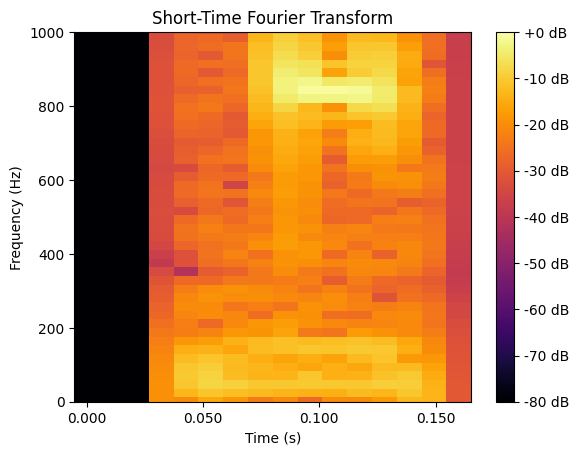 Short-Time Fourier Transform
1000
800
600
400
200
0
Frequency (Hz)
0.000
0.050
0.100
0.150
Time (s)
+0 dB
-10 dB
-20 dB
-30 dB
-40 dB
-50 dB
-60 dB
-70 dB
-80 dB